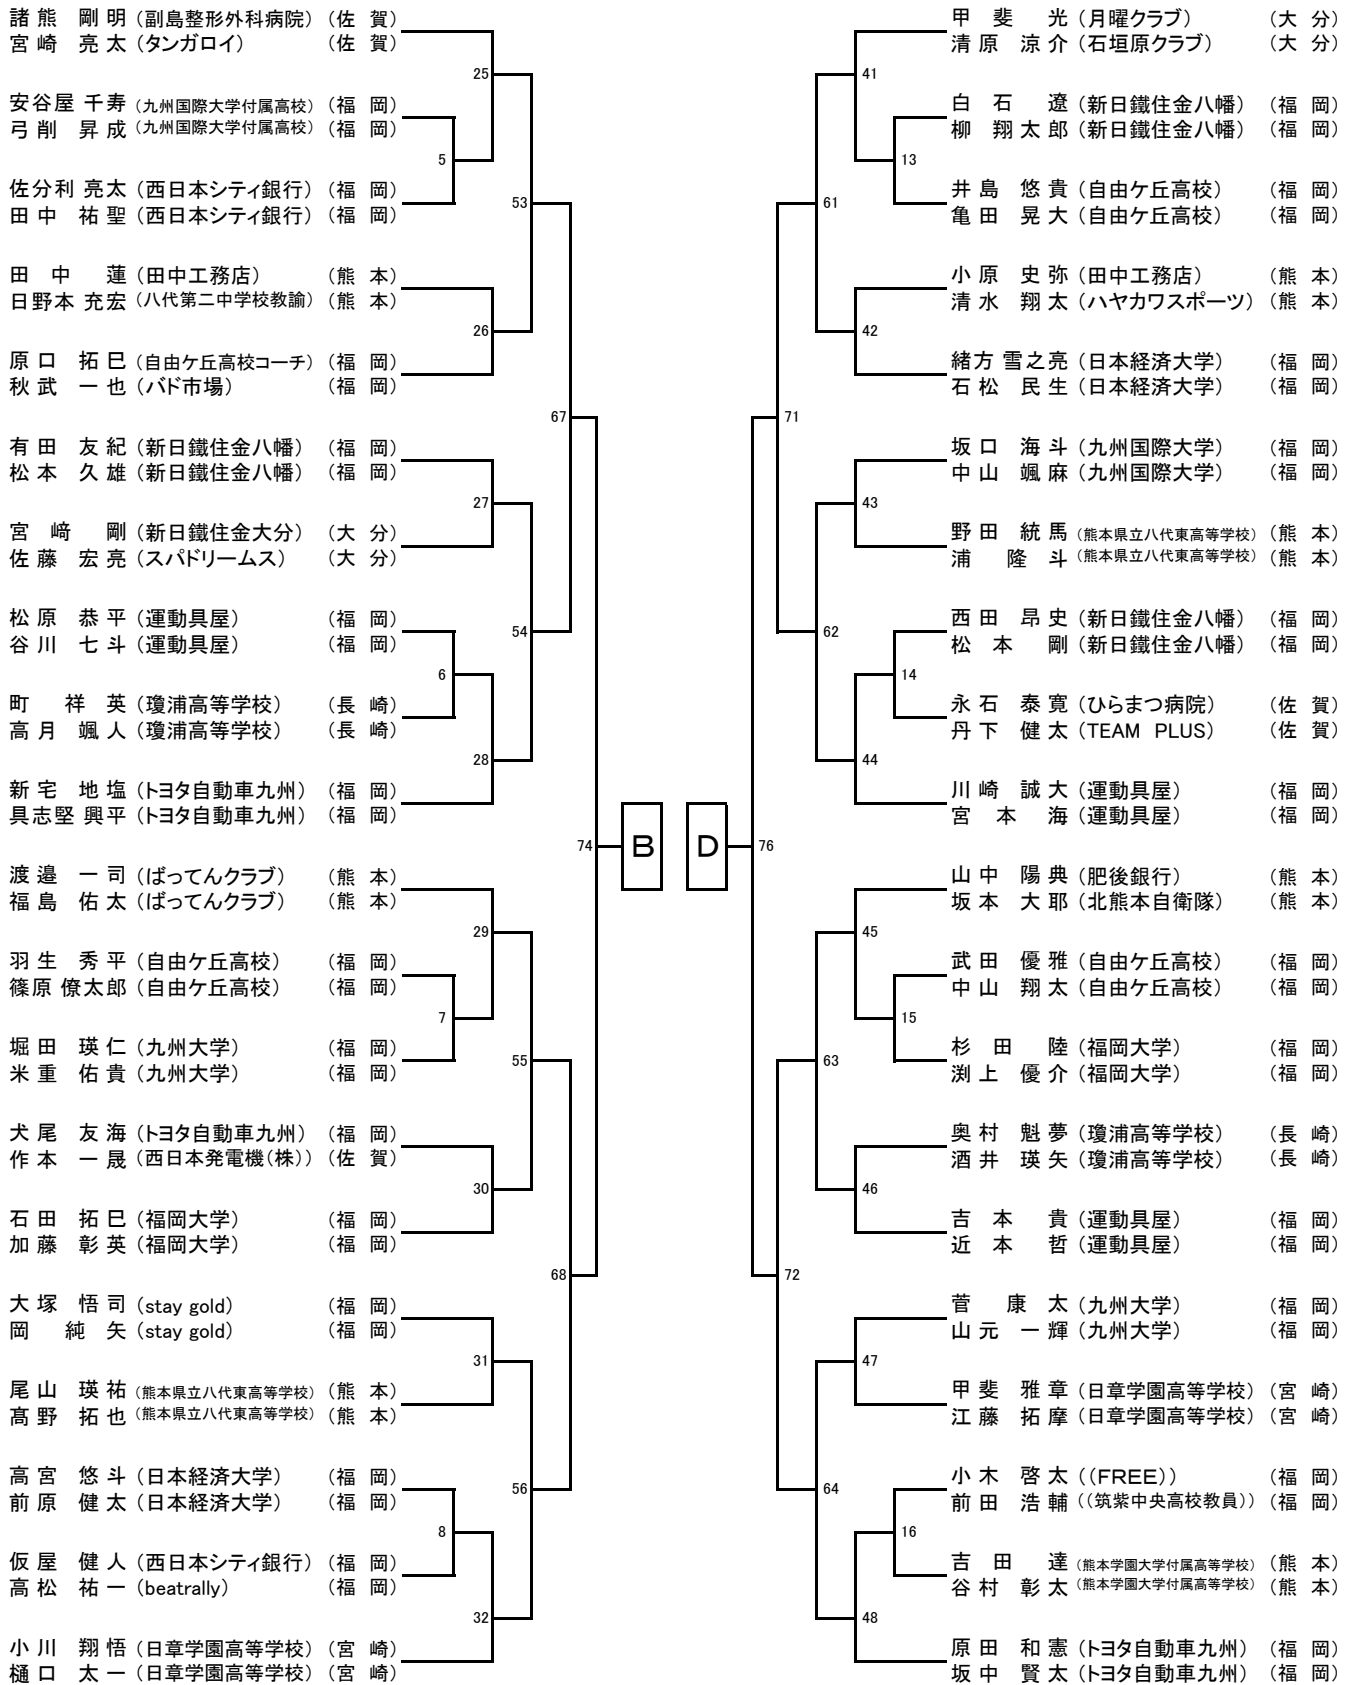 諸熊 剛明 (副島整形外科病院) (佐 賀)
宮崎 亮太 (タンガロイ) (佐 賀)
25
安谷屋 千寿 (九州国際大学付属高校) (福 岡)
弓削 昇成 (九州国際大学付属高校) (福 岡)
5
佐分利 亮太 (西日本シティ銀行) (福 岡)
田中 祐聖 (西日本シティ銀行) (福 岡)
53
田中 蓮 (田中工務店) (熊 本)
日野本 充宏 (八代第二中学校教諭) (熊 本)
26
原口 拓巳 (自由ケ丘高校コーチ) (福 岡)
秋武 一也 (バド市場) (福 岡)
67
有田 友紀 (新日鐵住金八幡) (福 岡)
松本 久雄 (新日鐵住金八幡) (福 岡)
27
宮﨑 剛 (新日鐵住金大分) (大 分)
佐藤 宏亮 (スパドリームス) (大 分)
松原 恭平 (運動具屋) (福 岡)
谷川 七斗 (運動具屋) (福 岡)
54
6
町 祥英 (瓊浦高等学校) (長 崎)
高月 颯人 (瓊浦高等学校) (長 崎)
28
新宅 地塩 (トヨタ自動車九州) (福 岡)
具志堅 興平 (トヨタ自動車九州) (福 岡)
74
B
渡邉 一司 (ばってんクラブ) (熊 本)
福島 佑太 (ばってんクラブ) (熊 本)
29
羽生 秀平 (自由ケ丘高校) (福 岡)
篠原 僚太郎 (自由ケ丘高校) (福 岡)
7
堀田 瑛仁 (九州大学) (福 岡)
米重 佑貴 (九州大学) (福 岡)
55
犬尾 友海 (トヨタ自動車九州) (福 岡)
作本 一晟 (西日本発電機(株)) (佐 賀)
30
石田 拓巳 (福岡大学) (福 岡)
加藤 彰英 (福岡大学) (福 岡)
68
大塚 悟司 (stay gold) (福 岡)
岡 純矢 (stay gold) (福 岡)
31
尾山 瑛祐 (熊本県立八代東高等学校) (熊 本)
髙野 拓也 (熊本県立八代東高等学校) (熊 本)
高宮 悠斗 (日本経済大学) (福 岡)
前原 健太 (日本経済大学) (福 岡)
56
8
仮屋 健人 (西日本シティ銀行) (福 岡)
高松 祐一 (beatrally) (福 岡)
32
小川 翔悟 (日章学園高等学校) (宮 崎)
樋口 太一 (日章学園高等学校) (宮 崎)
甲斐 光 (月曜クラブ) (大 分)
清原 涼介 (石垣原クラブ) (大 分)
41
白石 遼 (新日鐵住金八幡) (福 岡)
柳 翔太郎 (新日鐵住金八幡) (福 岡)
13
井島 悠貴 (自由ケ丘高校) (福 岡)
亀田 晃大 (自由ケ丘高校) (福 岡)
61
小原 史弥 (田中工務店) (熊 本)
清水 翔太 (ハヤカワスポーツ) (熊 本)
42
緒方 雪之亮 (日本経済大学) (福 岡)
石松 民生 (日本経済大学) (福 岡)
71
坂口 海斗 (九州国際大学) (福 岡)
中山 颯麻 (九州国際大学) (福 岡)
43
野田 統馬 (熊本県立八代東高等学校) (熊 本)
浦 隆斗 (熊本県立八代東高等学校) (熊 本)
西田 昂史 (新日鐵住金八幡) (福 岡)
松本 剛 (新日鐵住金八幡) (福 岡)
62
14
永石 泰寛 (ひらまつ病院) (佐 賀)
丹下 健太 (TEAM PLUS) (佐 賀)
44
川崎 誠大 (運動具屋) (福 岡)
宮本 海 (運動具屋) (福 岡)
D
76
山中 陽典 (肥後銀行) (熊 本)
坂本 大耶 (北熊本自衛隊) (熊 本)
45
武田 優雅 (自由ケ丘高校) (福 岡)
中山 翔太 (自由ケ丘高校) (福 岡)
15
杉田 陸 (福岡大学) (福 岡)
渕上 優介 (福岡大学) (福 岡)
63
奥村 魁夢 (瓊浦高等学校) (長 崎)
酒井 瑛矢 (瓊浦高等学校) (長 崎)
46
吉本 貴 (運動具屋) (福 岡)
近本 哲 (運動具屋) (福 岡)
72
菅 康太 (九州大学) (福 岡)
山元 一輝 (九州大学) (福 岡)
47
甲斐 雅章 (日章学園高等学校) (宮 崎)
江藤 拓摩 (日章学園高等学校) (宮 崎)
小木 啓太 ((FREE)) (福 岡)
前田 浩輔 ((筑紫中央高校教員)) (福 岡)
64
16
吉田 達 (熊本学園大学付属高等学校) (熊 本)
谷村 彰太 (熊本学園大学付属高等学校) (熊 本)
48
原田 和憲 (トヨタ自動車九州) (福 岡)
坂中 賢太 (トヨタ自動車九州) (福 岡)